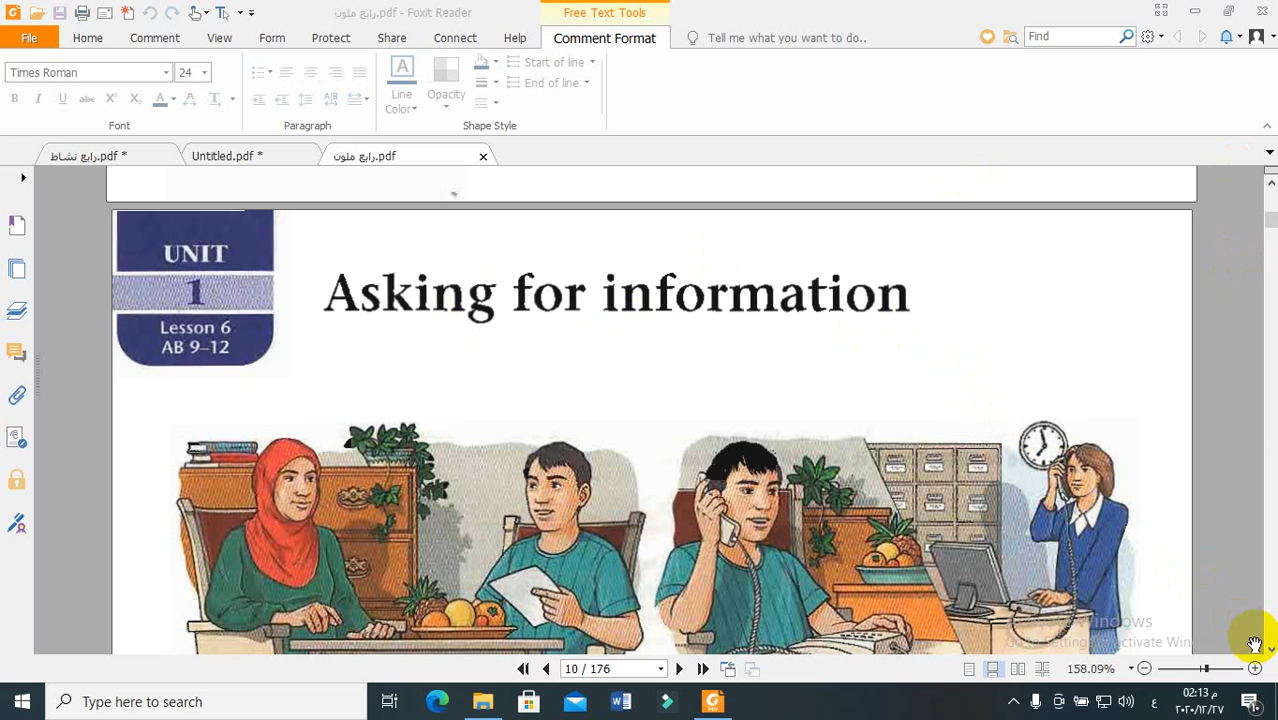 رابع ملون.pdf - Foxit Reader
Free Text Tools
File
Home
Comment
View
Form
Protect
Share
Connect
Help
Comment Format
Tell me what you want to do..
Find
Times Roman
24
Line
Color
Opacity
Start of line
End of line
Font
Paragraph
Shape Style
رابع نشاط.pdf *
Untitled.pdf *
رابع ملون.pdf
UNIT
1
Lesson 6
AB 9–12
Asking for information
10 / 176
158.09%
Type here to search
ع
02:13 م
٢٠٢٠/١٢/٢٧